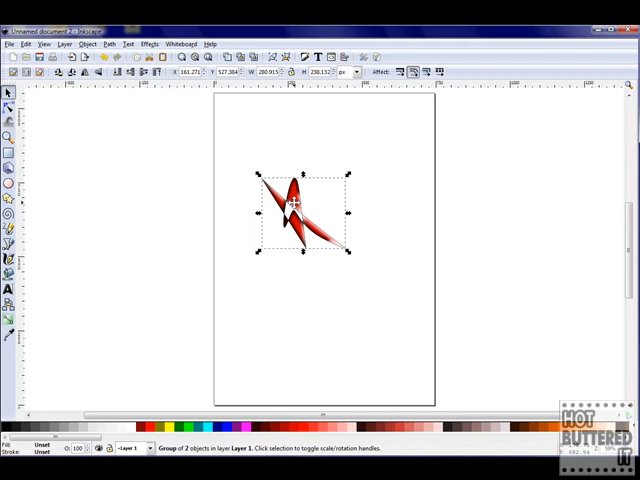 Unnamed document 2 - Inkscape
File Edit View Layer Object Path Text Effects Whiteboard Help
X 161.271 Y 527.384 W 280.915 H 238.132 px Affect:
Fill: Unset
Stroke: Unset
O: 100
-Layer 1
Group of 2 objects in layer Layer 1. Click selection to toggle scale/rotation handles.
HOT
BUTTERED
IT